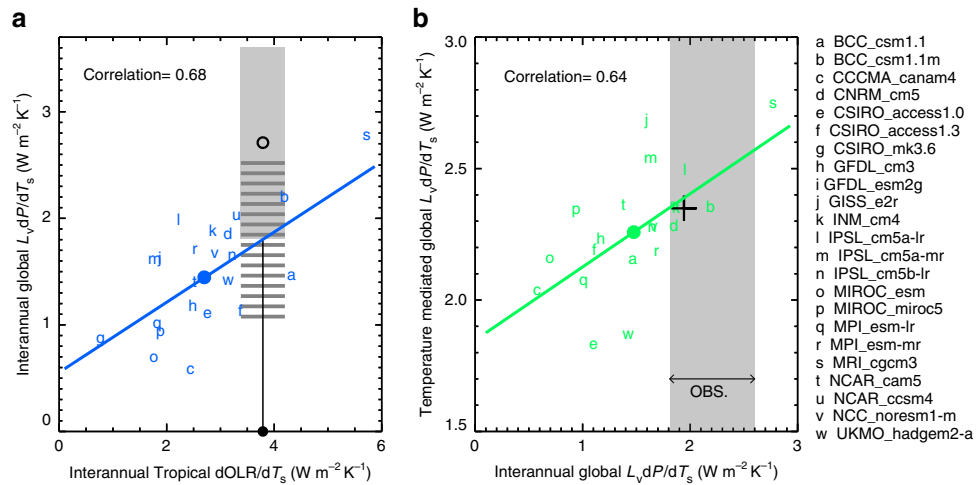 a
Correlation= 0.68
Interannual global LvdP/dTs (W m−2 K−1)
3
2
1
0
0 2 4 6
Interannual Tropical dOLR/dTs (W m−2 K−1)
s
b
l
u
k
j
r
v
n
m
j
t
w
a
h
e
f
q
p
g
o
c
b
Correlation= 0.64
Temperature mediated global LvdP/dTs (W m−2 K−1)
3.0
2.5
2.0
1.5
0 1 2 3
Interannual global LvdP/dTs (W m−2 K−1)
OBS.
s
j
m
l
t
p
k
b
d
h
f
r
o
a
q
c
w
e
a BCC_csm1.1
b BCC_csm1.1m
c CCCMA_canam4
d CNRM_cm5
e CSIRO_access1.0
f CSIRO_access1.3
g CSIRO_mk3.6
h GFDL_cm3
i GFDL_esm2g
j GISS_e2r
k INM_cm4
l IPSL_cm5a-lr
m IPSL_cm5a-mr
n IPSL_cm5b-lr
o MIROC_esm
p MIROC_miroc5
q MPI_esm-lr
r MPI_esm-mr
s MRI_cgcm3
t NCAR_cam5
u NCAR_ccsm4
v NCC_noresm1-m
w UKMO_hadgem2-a